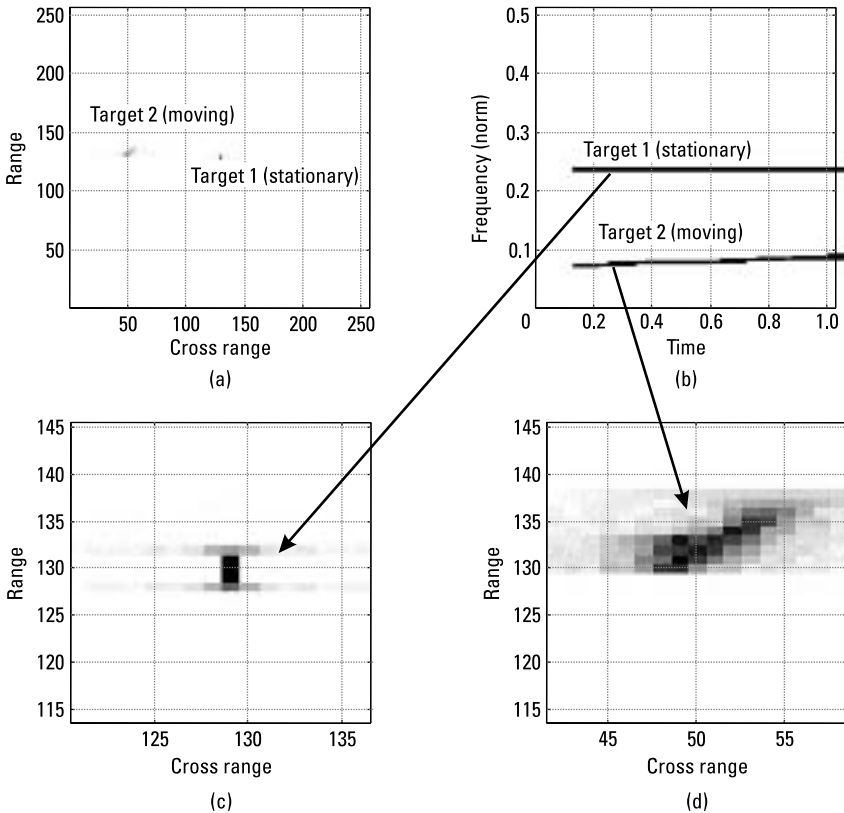 250
200
150
100
50
Range
Target 2 (moving)
Target 1 (stationary)
50
100
150
200
250
Cross range
(a)
0.5
0.4
0.3
0.2
0.1
0
Frequency (norm)
Target 1 (stationary)
Target 2 (moving)
0.2
0.4
0.6
0.8
1.0
Time
(b)
145
140
135
130
125
120
115
Range
125
130
135
Cross range
(c)
145
140
135
130
125
120
115
Range
45
50
55
Cross range
(d)